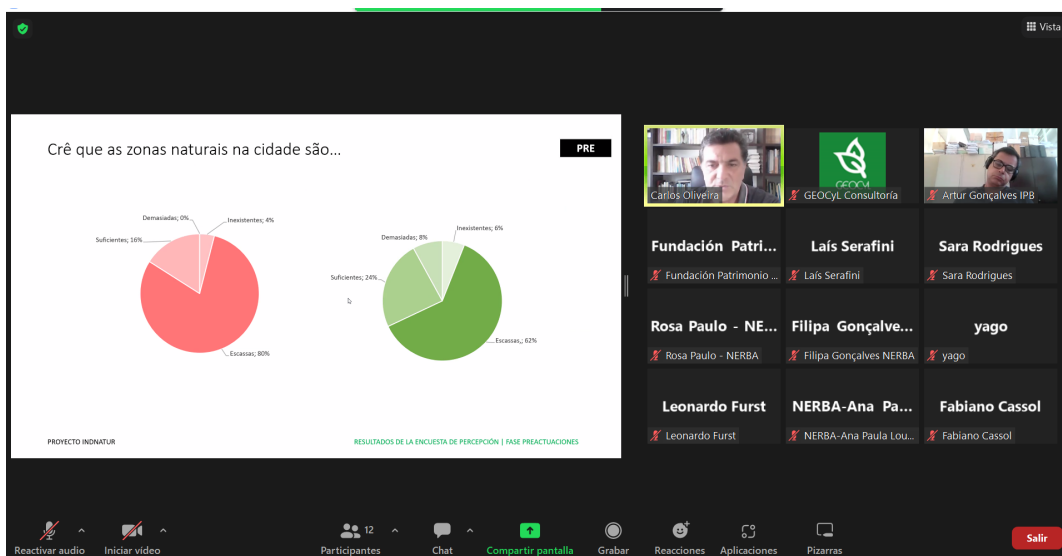 Vista
Crê que as zonas naturais na cidade são...
PRE
Demasiadas; 0%
Inexistentes; 4%
Suficientes; 16%
Escassas; 80%
Inexistentes; 6%
Demasiadas; 8%
Suficientes; 24%
Escassas,; 62%
PROYECTO INDNATUR
RESULTADOS DE LA ENCUESTA DE PERCEPCIÓN | FASE PREACTUACIONES
Carlos Oliveira
GEOCyL
GEOCyL Consultoría
Artur Gonçalves IPB
Fundación Patri...
Laís Serafini
Sara Rodrigues
Fundación Patrimonio ...
Laís Serafini
Sara Rodrigues
Rosa Paulo - NE...
Filipa Gonçalve...
yago
Rosa Paulo - NERBA
Filipa Gonçalves NERBA
yago
Leonardo Furst
NERBA-Ana Pa...
Fabiano Cassol
Leonardo Furst
NERBA-Ana Paula Lou...
Fabiano Cassol
12
Reactivar audio
Iniciar vídeo
Participantes
Chat
Compartir pantalla
Grabar
Reacciones
Aplicaciones
Pizarras
Salir